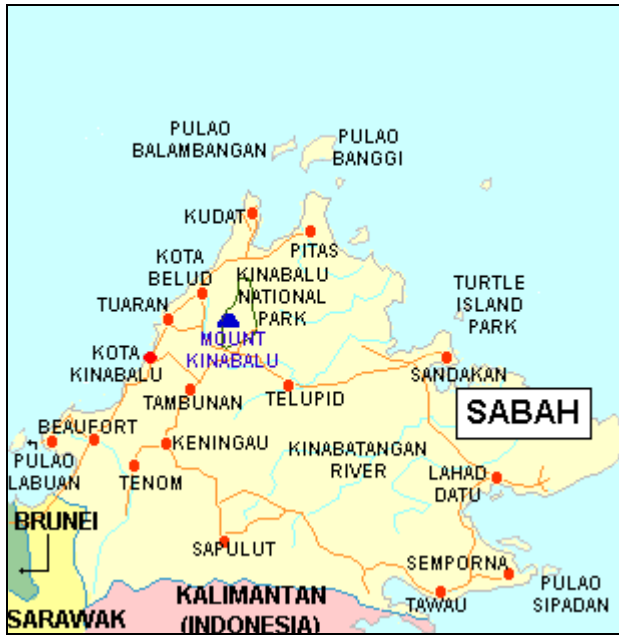 PULAO
BALAMBANGAN
PULAO
BANGGI
KUDAT
PITAS
KOTA
BELUD
KINABALU
NATIONAL
PARK
TURTLE
ISLAND
PARK
TUARAN
MOUNT
KINABALU
KOTA
KINABALU
SANDAKAN
TAMBUNAN
TELUPID
SABAH
BEAUFORT
KENINGAU
KINABATANGAN
RIVER
PULAO
LABUAN
TENOM
LAHAD
DATU
BRUNEI
SAPULUT
SEMPORNA
PULAO
SIPADAN
TAWAU
SARAWAK
KALIMANTAN
(INDONESIA)